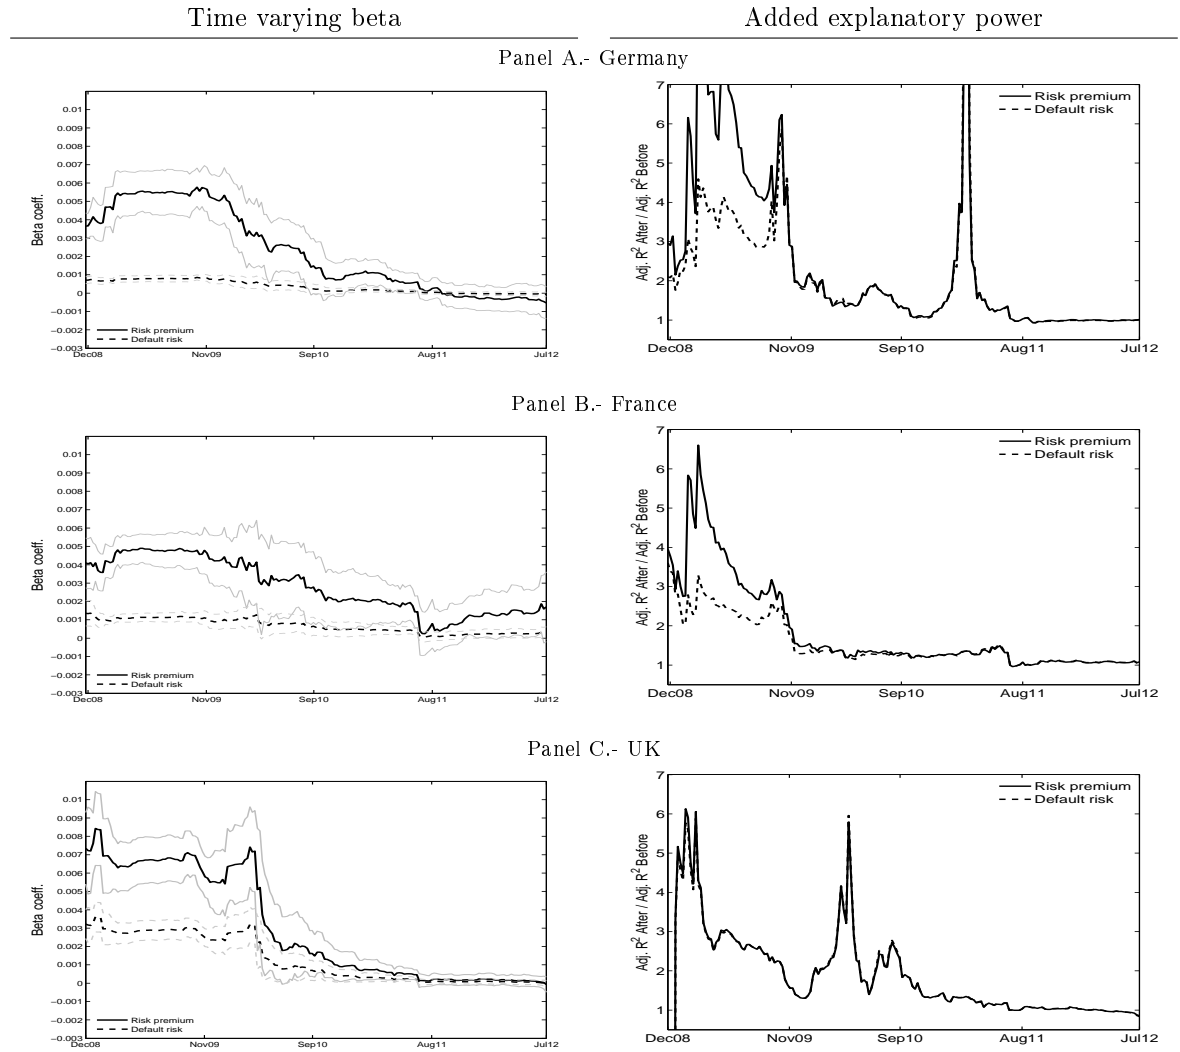 Time varying beta
Added explanatory power
Panel A.- Germany
Beta coeff.
0.01
0.009
0.008
0.007
0.006
0.005
0.004
0.003
0.002
0.001
0
−0.001
−0.002
−0.003
Risk premium
Default risk
Dec08 Nov09 Sep10 Aug11 Jul12
Adj. R² After / Adj. R² Before
7
6
5
4
3
2
1
Risk premium
Default risk
Dec08 Nov09 Sep10 Aug11 Jul12
Panel B.- France
Beta coeff.
0.01
0.009
0.008
0.007
0.006
0.005
0.004
0.003
0.002
0.001
0
−0.001
−0.002
−0.003
Risk premium
Default risk
Dec08 Nov09 Sep10 Aug11 Jul12
Adj. R² After / Adj. R² Before
7
6
5
4
3
2
1
Risk premium
Default risk
Dec08 Nov09 Sep10 Aug11 Jul12
Panel C.- UK
Beta coeff.
0.01
0.009
0.008
0.007
0.006
0.005
0.004
0.003
0.002
0.001
0
−0.001
−0.002
−0.003
Risk premium
Default risk
Dec08 Nov09 Sep10 Aug11 Jul12
Adj. R² After / Adj. R² Before
7
6
5
4
3
2
1
Risk premium
Default risk
Dec08 Nov09 Sep10 Aug11 Jul12